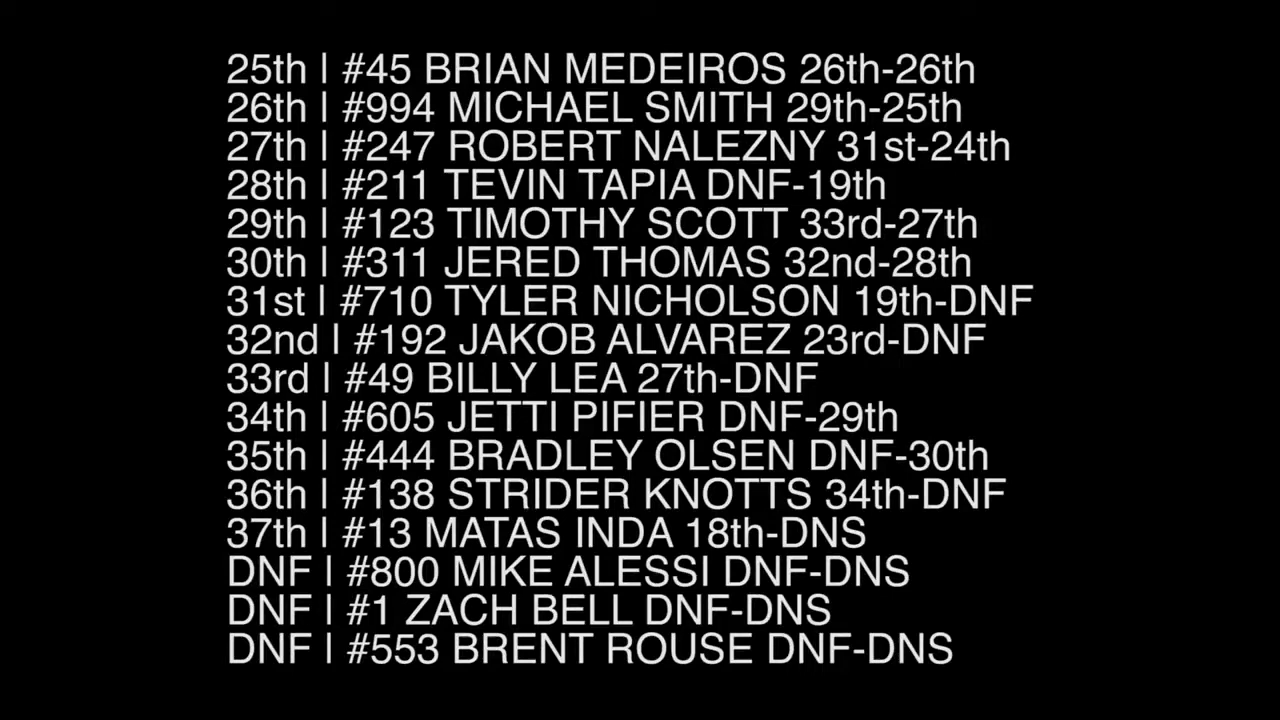 25th | #45 BRIAN MEDEIROS 26th-26th
26th | #994 MICHAEL SMITH 29th-25th
27th | #247 ROBERT NALEZNY 31st-24th
28th | #211 TEVIN TAPIA DNF-19th
29th | #123 TIMOTHY SCOTT 33rd-27th
30th | #311 JERED THOMAS 32nd-28th
31st | #710 TYLER NICHOLSON 19th-DNF
32nd | #192 JAKOB ALVAREZ 23rd-DNF
33rd | #49 BILLY LEA 27th-DNF
34th | #605 JETTI PIFIER DNF-29th
35th | #444 BRADLEY OLSEN DNF-30th
36th | #138 STRIDER KNOTTS 34th-DNF
37th | #13 MATAS INDA 18th-DNS
DNF | #800 MIKE ALESSI DNF-DNS
DNF | #1 ZACH BELL DNF-DNS
DNF | #553 BRENT ROUSE DNF-DNS